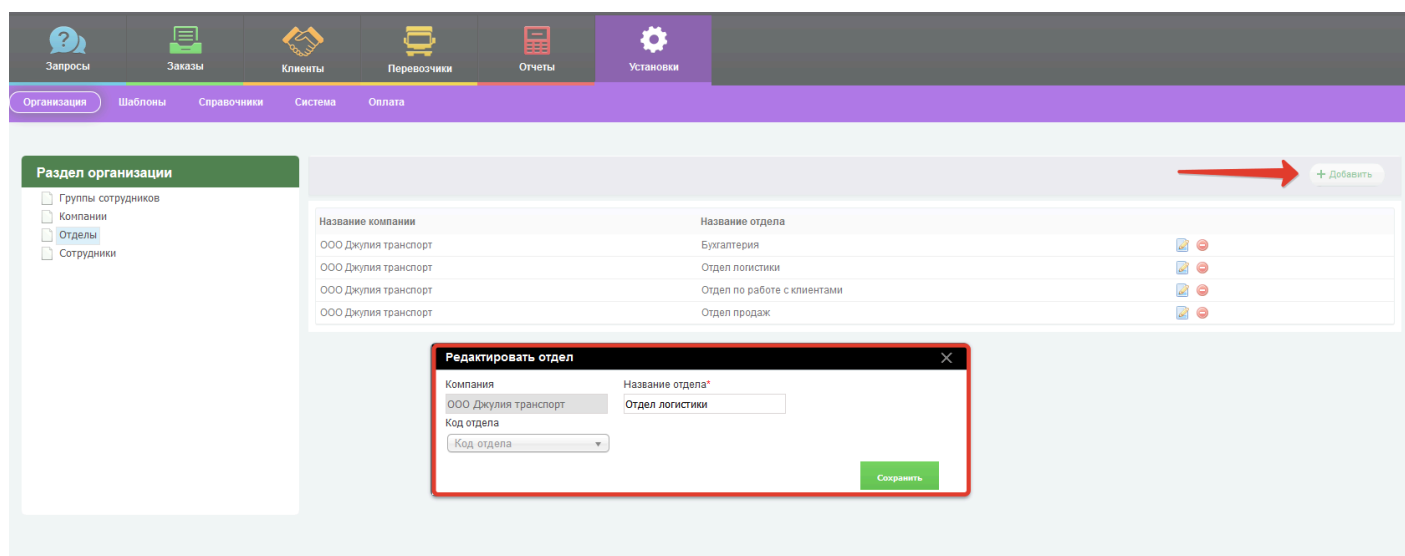 Запросы Заказы Клиенты Перевозчики Отчеты Установки
Организация Шаблоны Справочники Система Оплата
Раздел организации
Группы сотрудников
Компании
Отделы
Сотрудники
+ Добавить
Название компании Название отдела
ООО Джулия транспорт Бухгалтерия
ООО Джулия транспорт Отдел логистики
ООО Джулия транспорт Отдел по работе с клиентами
ООО Джулия транспорт Отдел продаж
Редактировать отдел
Компания Название отдела*
ООО Джулия транспорт Отдел логистики
Код отдела
Код отдела
Сохранить